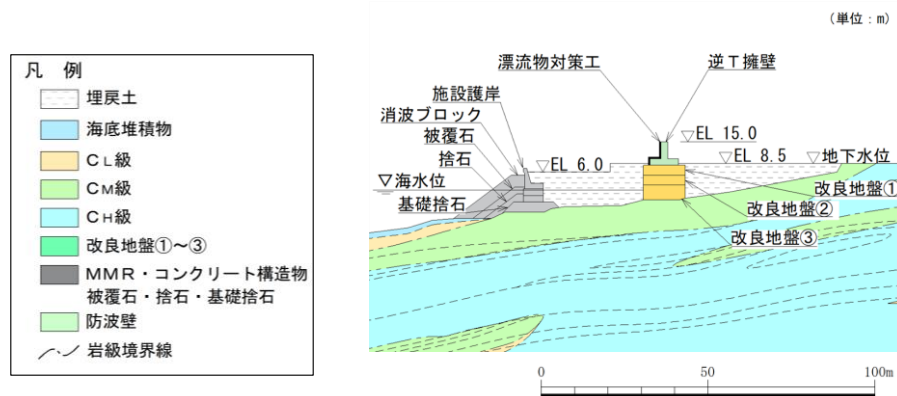 凡 例
埋戻土
海底堆積物
CL級
CM級
CH級
改良地盤①~③
MMR・コンクリート構造物
被覆石・捨石・基礎捨石
防波壁
岩級境界線
(単位:m)
漂流物対策工
逆T擁壁
施設護岸
消波ブロック
被覆石
捨石
▽海水位
基礎捨石
▽EL 15.0
▽EL 6.0
▽EL 8.5
▽地下水位
改良地盤①
改良地盤②
改良地盤③
0 50 100m